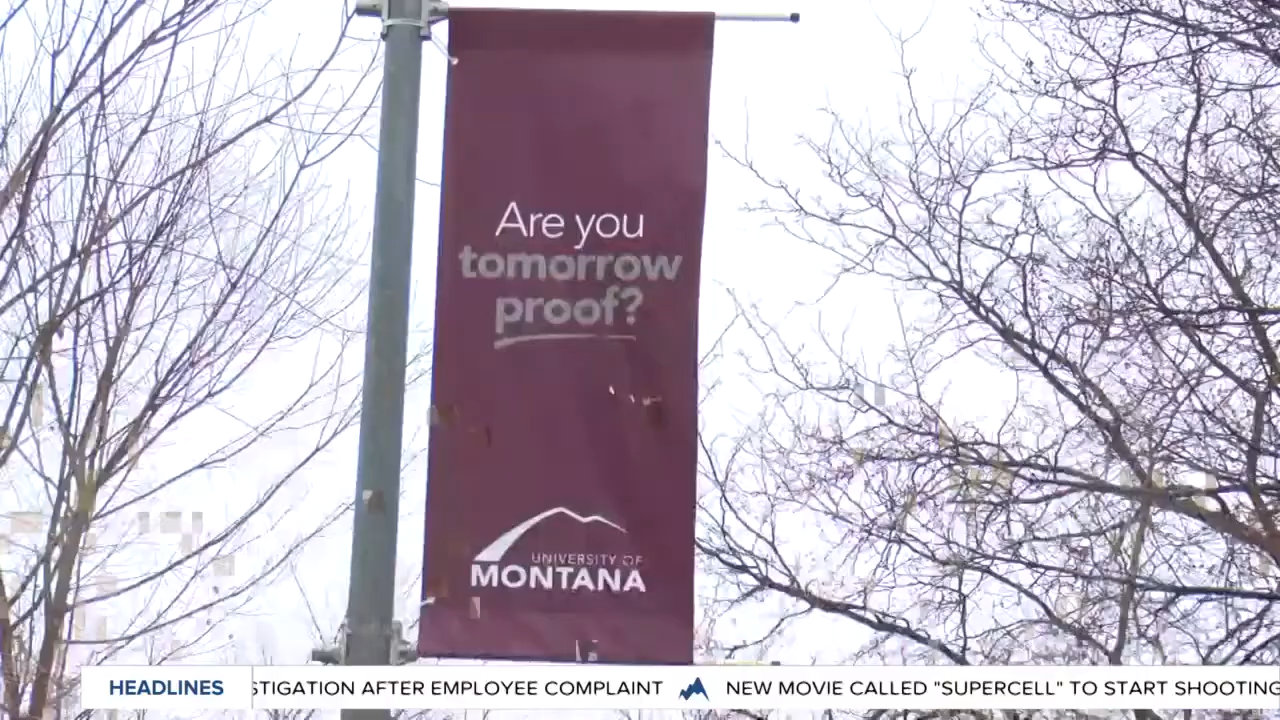 Are you
tomorrow
proof?
UNIVERSITY OF
MONTANA
HEADLINES STIGATION AFTER EMPLOYEE COMPLAINT NEW MOVIE CALLED "SUPERCELL" TO START SHOOTING